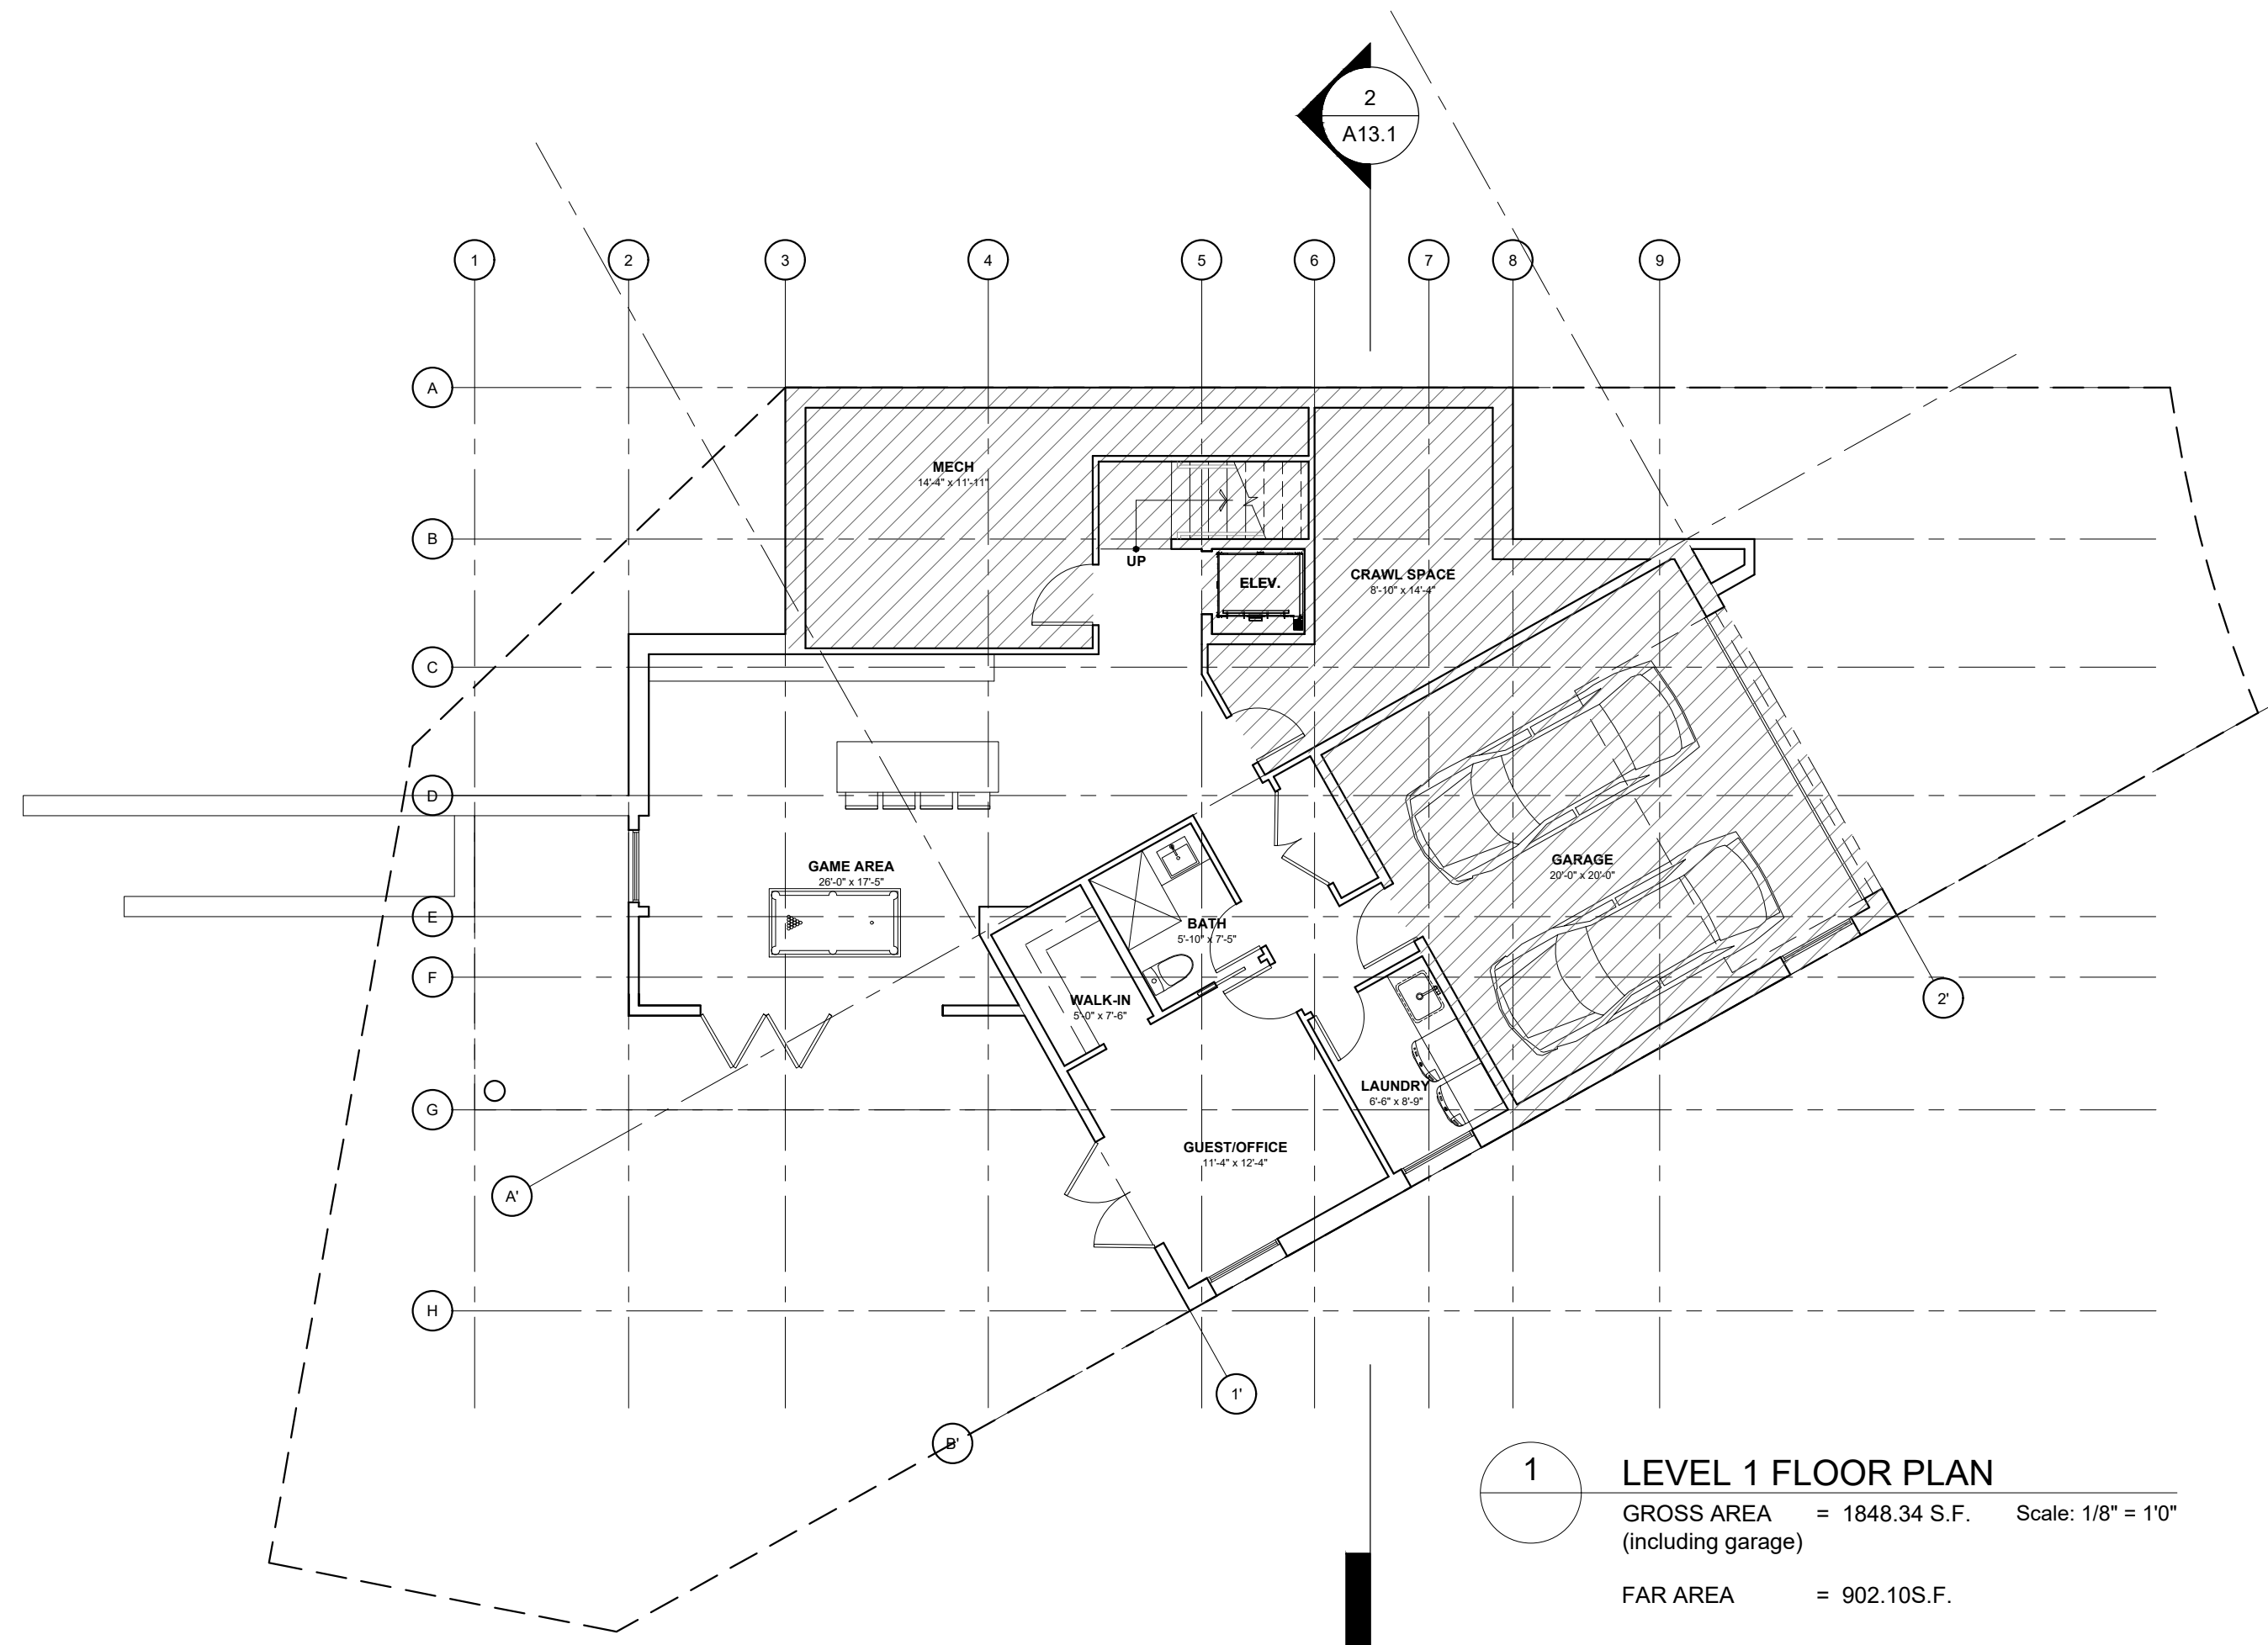 2
A13.1
1
2
3
4
5
6
7
8
9
A
B
C
D
E
F
G
H
MECH
14'-4" x 11'-11"
UP
ELEV.
CRAWL SPACE
8'-10" x 14'-4"
GAME AREA
26'-0" x 17'-5"
GARAGE
20'-0" x 20'-0"
BATH
5'-10" x 7'-5"
WALK-IN
5'-0" x 7'-6"
2'
LAUNDRY
6'-6" x 8'-9"
GUEST/OFFICE
11'-4" x 12'-4"
A'
1'
B'
1
LEVEL 1 FLOOR PLAN
GROSS AREA = 1848.34 S.F. Scale: 1/8" = 1'0"
(including garage)
FAR AREA = 902.10S.F.